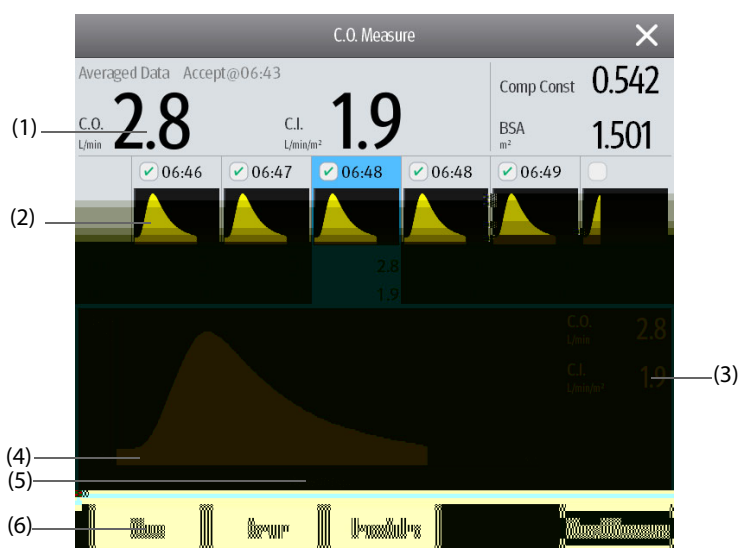 C.O. Measure
Averaged Data Accept@06:43
C.O. L/min 2.8
C.I. L/min/m² 1.9
Comp Const 0.542
BSA m² 1.501
(1)
06:46 06:47 06:48 06:48 06:49
(2)
2.8
1.9
C.O. L/min 2.8
C.I. L/min/m² 1.9
(3)
(4)
(5)
(6)